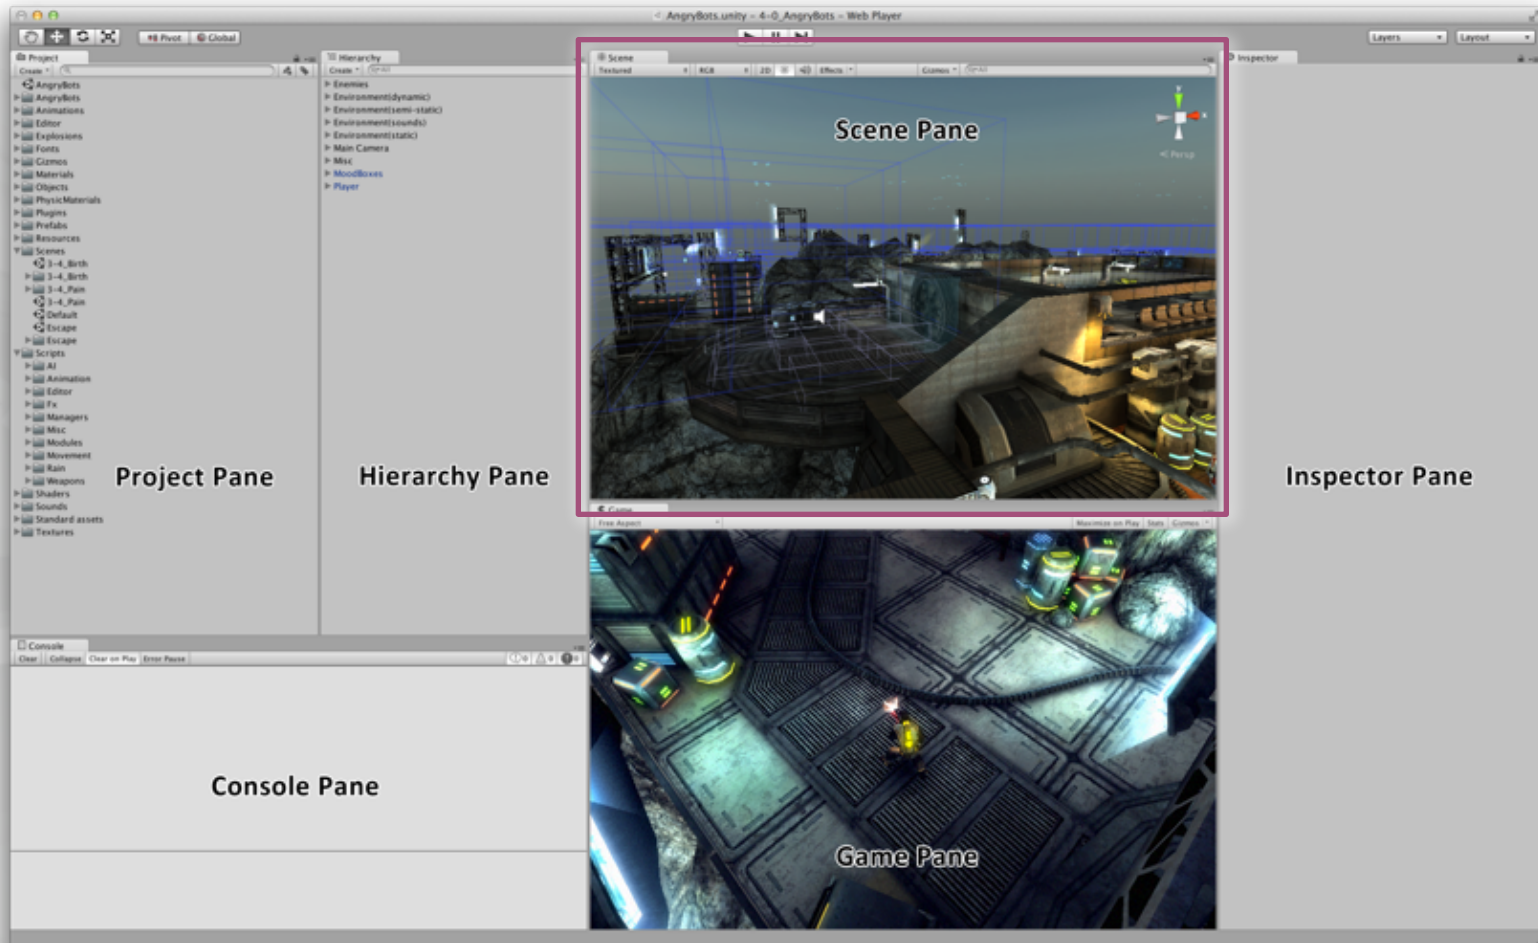 AngryBots.unity – 4-0_AngryBots – Web Player
Pivot Global
Layers Layout
Project
Create
AngryBots
AngryBots
Animations
Editor
Explosions
Fonts
Gizmos
Materials
Objects
PhysicMaterials
Plugins
Prefabs
Resources
Scenes
3-4_Birth
3-4_Birth
3-4_Pain
3-4_Pain
Default
Escape
Escape
Scripts
AI
Animation
Editor
Fx
Managers
Misc
Modules
Movement
Rain
Weapons
Shaders
Sounds
Standard assets
Textures
Project Pane
Hierarchy
Create All
Enemies
Environment(dynamic)
Environment(semi-static)
Environment(sounds)
Environment(static)
Main Camera
Misc
MoodBoxes
Player
Hierarchy Pane
Scene
Textured RGB 2D Effects Gizmos All
Scene Pane
y
x
Persp
Inspector
Inspector Pane
Game
Free Aspect Maximize on Play Stats Gizmos
Game Pane
Console
Clear Collapse Clear on Play Error Pause
Console Pane